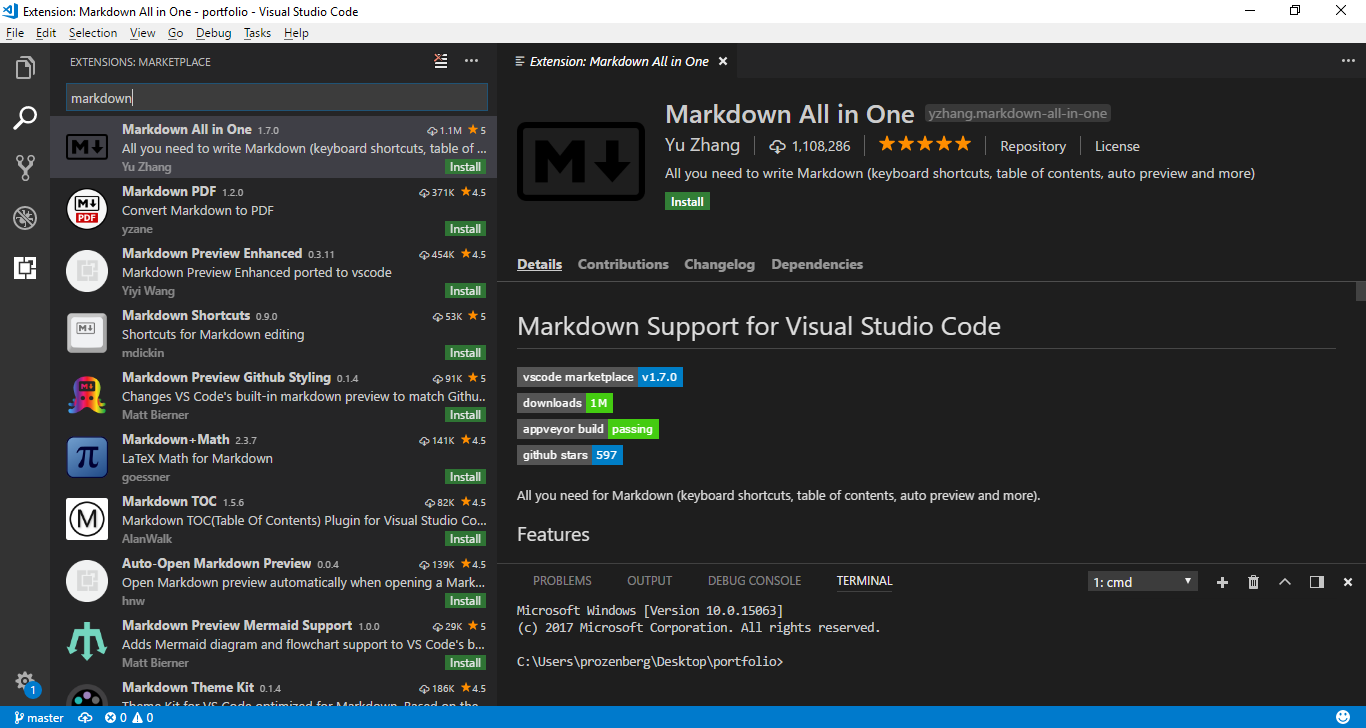 Extension: Markdown All in One - portfolio - Visual Studio Code
File Edit Selection View Go Debug Tasks Help
EXTENSIONS: MARKETPLACE
markdown
Markdown All in One 1.7.0 1.1M ★ 5
All you need to write Markdown (keyboard shortcuts, table of ...
Yu Zhang Install
Markdown PDF 1.2.0 371K ★ 4.5
Convert Markdown to PDF
yzane Install
Markdown Preview Enhanced 0.3.11 454K ★ 4.5
Markdown Preview Enhanced ported to vscode
Yiyi Wang Install
Markdown Shortcuts 0.9.0 53K ★ 5
Shortcuts for Markdown editing
mdickin Install
Markdown Preview Github Styling 0.1.4 91K ★ 5
Changes VS Code's built-in markdown preview to match Githu...
Matt Bierner Install
Markdown+Math 2.3.7 141K ★ 4.5
LaTeX Math for Markdown
goessner Install
Markdown TOC 1.5.6 82K ★ 4.5
Markdown TOC(Table Of Contents) Plugin for Visual Studio Co...
AlanWalk Install
Auto-Open Markdown Preview 0.0.4 139K ★ 4.5
Open Markdown preview automatically when opening a Mark...
hnw Install
Markdown Preview Mermaid Support 1.0.0 29K ★ 5
Adds Mermaid diagram and flowchart support to VS Code's b...
Matt Bierner Install
Markdown Theme Kit 0.1.4 186K ★ 4.5
Theme Kit for VS Code optimized for Markdown. Based on the
Extension: Markdown All in One
Markdown All in One yzhang.markdown-all-in-one
Yu Zhang 1,108,286 ★★★★★ Repository License
All you need to write Markdown (keyboard shortcuts, table of contents, auto preview and more)
Install
Details Contributions Changelog Dependencies
Markdown Support for Visual Studio Code
vscode marketplace v1.7.0
downloads 1M
appveyor build passing
github stars 597
All you need for Markdown (keyboard shortcuts, table of contents, auto preview and more).
Features
PROBLEMS OUTPUT DEBUG CONSOLE TERMINAL 1: cmd
Microsoft Windows [Version 10.0.15063]
(c) 2017 Microsoft Corporation. All rights reserved.
C:\Users\prozenberg\Desktop\portfolio>
1
master 0 0